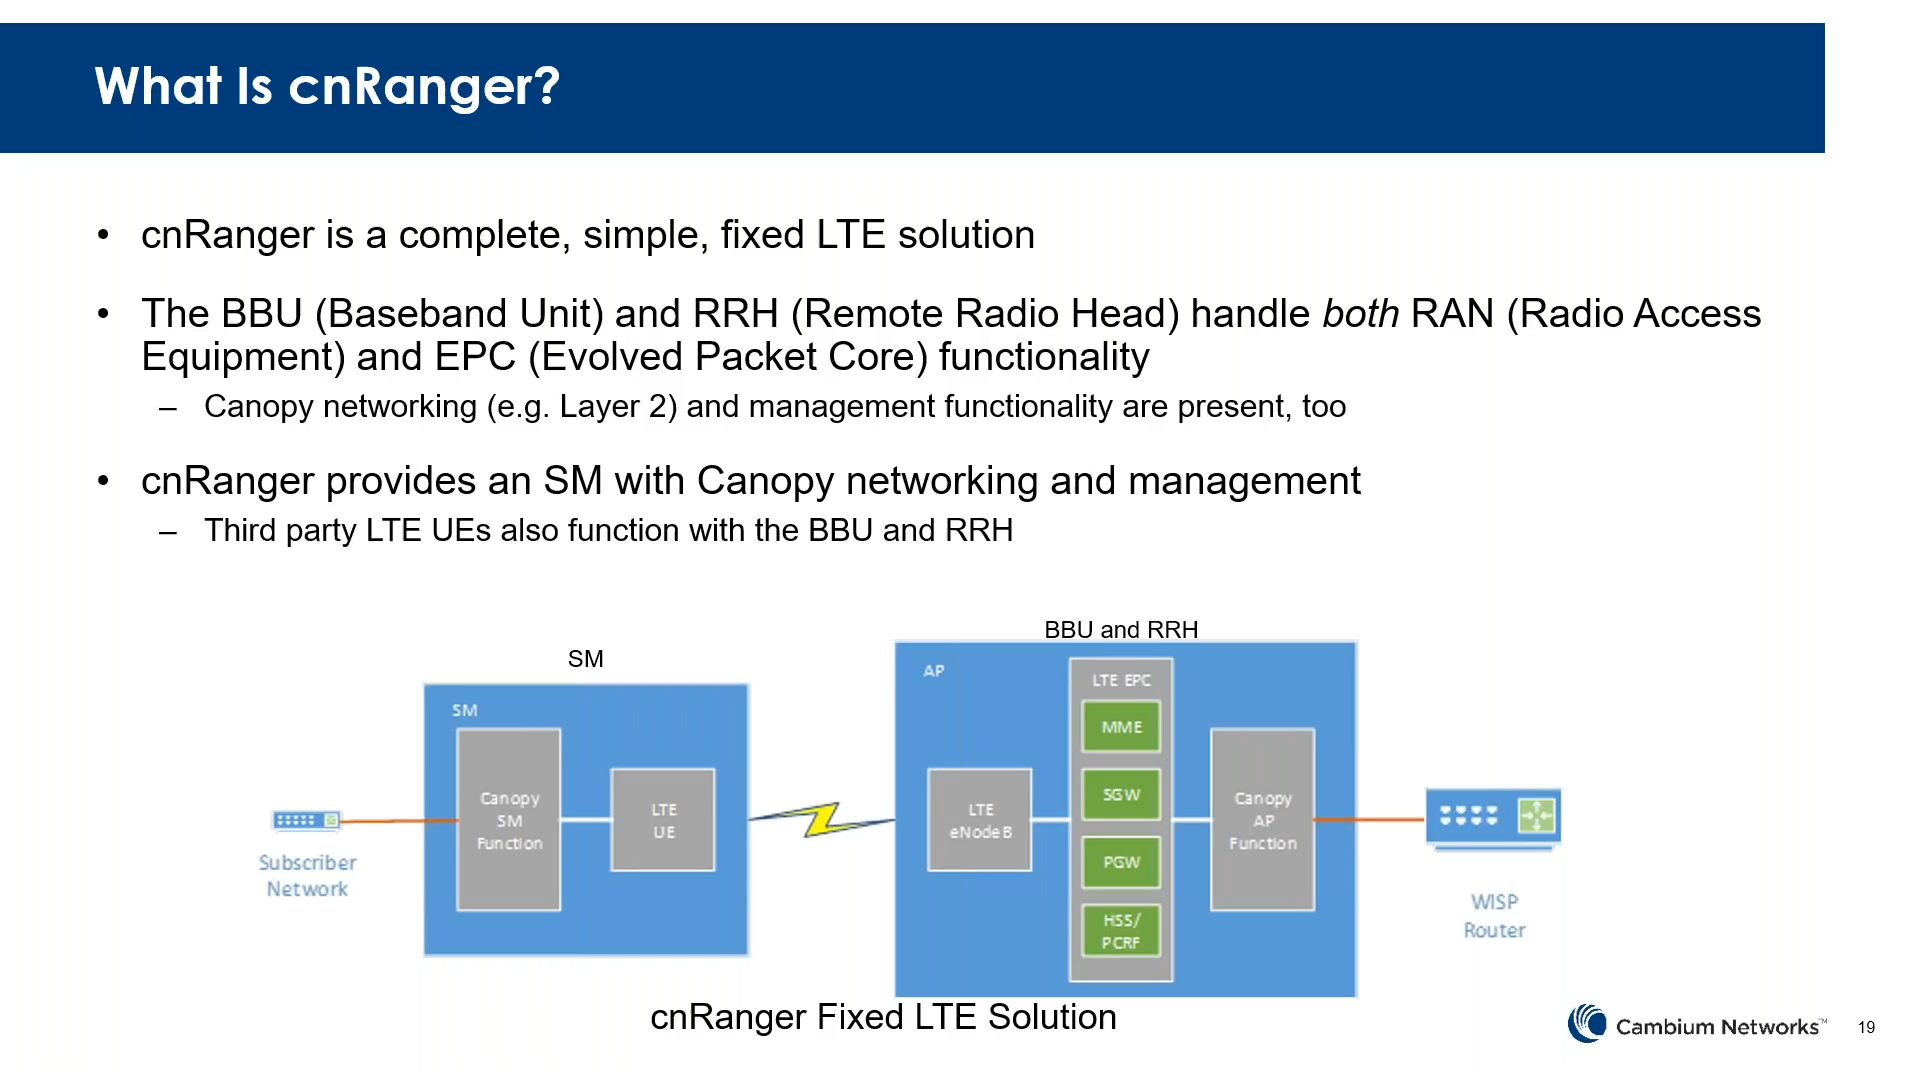 What Is cnRanger?
• cnRanger is a complete, simple, fixed LTE solution
• The BBU (Baseband Unit) and RRH (Remote Radio Head) handle both RAN (Radio Access
Equipment) and EPC (Evolved Packet Core) functionality
– Canopy networking (e.g. Layer 2) and management functionality are present, too
• cnRanger provides an SM with Canopy networking and management
– Third party LTE UEs also function with the BBU and RRH
SM
SM
Canopy
SM
Function
LTE
UE
Subscriber
Network
BBU and RRH
AP
LTE EPC
MME
SGW
PGW
HSS/
PCRF
LTE
eNodeB
Canopy
AP
Function
WISP
Router
cnRanger Fixed LTE Solution
Cambium Networks™
19